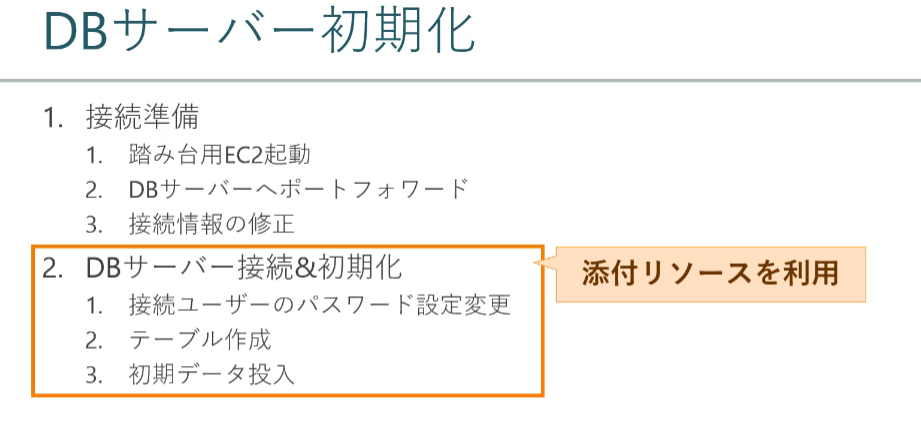 DBサーバー初期化
1. 接続準備
1. 踏み台用EC2起動
2. DBサーバーへポートフォワード
3. 接続情報の修正
2. DBサーバー接続&初期化
添付リソースを利用
1. 接続ユーザーのパスワード設定変更
2. テーブル作成
3. 初期データ投入